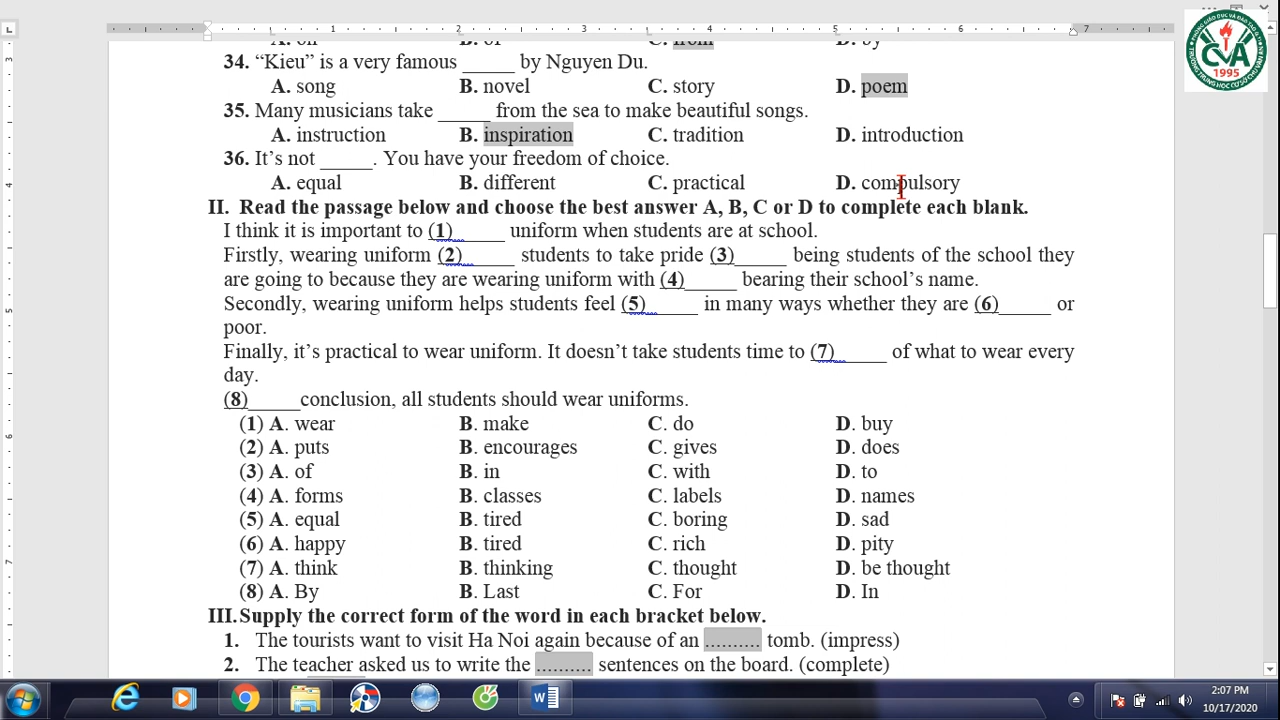 A. on B. of C. from D. by
34. “Kieu” is a very famous _____ by Nguyen Du.
A. song B. novel C. story D. poem
35. Many musicians take _____ from the sea to make beautiful songs.
A. instruction B. inspiration C. tradition D. introduction
36. It’s not _____. You have your freedom of choice.
A. equal B. different C. practical D. compulsory
II. Read the passage below and choose the best answer A, B, C or D to complete each blank.
I think it is important to (1)_____ uniform when students are at school.
Firstly, wearing uniform (2)_____ students to take pride (3)_____ being students of the school they
are going to because they are wearing uniform with (4)_____ bearing their school’s name.
Secondly, wearing uniform helps students feel (5)_____ in many ways whether they are (6)_____ or
poor.
Finally, it’s practical to wear uniform. It doesn’t take students time to (7)_____ of what to wear every
day.
(8)_____conclusion, all students should wear uniforms.
(1) A. wear B. make C. do D. buy
(2) A. puts B. encourages C. gives D. does
(3) A. of B. in C. with D. to
(4) A. forms B. classes C. labels D. names
(5) A. equal B. tired C. boring D. sad
(6) A. happy B. tired C. rich D. pity
(7) A. think B. thinking C. thought D. be thought
(8) A. By B. Last C. For D. In
III.Supply the correct form of the word in each bracket below.
1. The tourists want to visit Ha Noi again because of an .......... tomb. (impress)
2. The teacher asked us to write the .......... sentences on the board. (complete)
CVA
1995
2:07 PM
10/17/2020